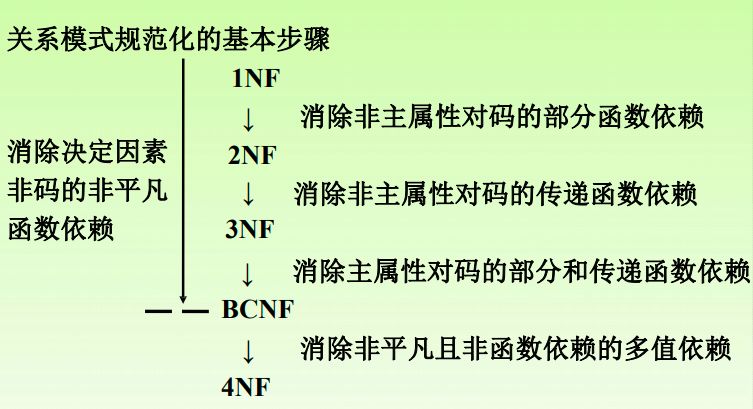 关系模式规范化的基本步骤
1NF
↓ 消除非主属性对码的部分函数依赖
消除决定因素
2NF
非码的非平凡
↓ 消除非主属性对码的传递函数依赖
函数依赖
3NF
↓ 消除主属性对码的部分和传递函数依赖
BCNF
↓ 消除非平凡且非函数依赖的多值依赖
4NF